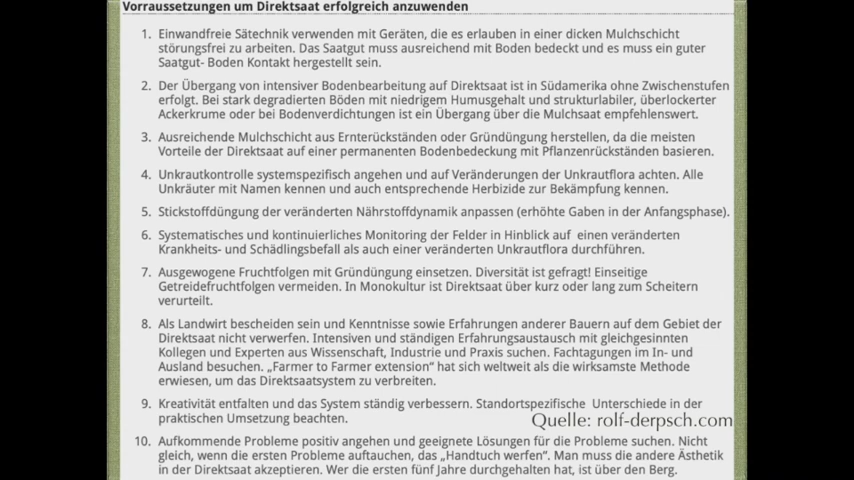 Vorraussetzungen um Direktsaat erfolgreich anzuwenden
1. Einwandfreie Sätechnik verwenden mit Geräten, die es erlauben in einer dicken Mulchschicht
störungsfrei zu arbeiten. Das Saatgut muss ausreichend mit Boden bedeckt und es muss ein guter
Saatgut- Boden Kontakt hergestellt sein.
2. Der Übergang von intensiver Bodenbearbeitung auf Direktsaat ist in Südamerika ohne Zwischenstufen
erfolgt. Bei stark degradierten Böden mit niedrigem Humusgehalt und strukturlabiler, überlockerter
Ackerkrume oder bei Bodenverdichtungen ist ein Übergang über die Mulchsaat empfehlenswert.
3. Ausreichende Mulchschicht aus Ernterückständen oder Gründüngung herstellen, da die meisten
Vorteile der Direktsaat auf einer permanenten Bodenbedeckung mit Pflanzenrückständen basieren.
4. Unkrautkontrolle systemspezifisch angehen und auf Veränderungen der Unkrautflora achten. Alle
Unkräuter mit Namen kennen und auch entsprechende Herbizide zur Bekämpfung kennen.
5. Stickstoffdüngung der veränderten Nährstoffdynamik anpassen (erhöhte Gaben in der Anfangsphase).
6. Systematisches und kontinuierliches Monitoring der Felder in Hinblick auf einen veränderten
Krankheits- und Schädlingsbefall als auch einer veränderten Unkrautflora durchführen.
7. Ausgewogene Fruchtfolgen mit Gründüngung einsetzen. Diversität ist gefragt! Einseitige
Getreidefruchtfolgen vermeiden. In Monokultur ist Direktsaat über kurz oder lang zum Scheitern
verurteilt.
8. Als Landwirt bescheiden sein und Kenntnisse sowie Erfahrungen anderer Bauern auf dem Gebiet der
Direktsaat nicht verwerfen. Intensiven und ständigen Erfahrungsaustausch mit gleichgesinnten
Kollegen und Experten aus Wissenschaft, Industrie und Praxis suchen. Fachtagungen im In- und
Ausland besuchen. „Farmer to Farmer extension“ hat sich weltweit als die wirksamste Methode
erwiesen, um das Direktsaatsystem zu verbreiten.
9. Kreativität entfalten und das System ständig verbessern. Standortspezifische Unterschiede in der
praktischen Umsetzung beachten.
Quelle: rolf-derpsch.com
10. Aufkommende Probleme positiv angehen und geeignete Lösungen für die Probleme suchen. Nicht
gleich, wenn die ersten Probleme auftauchen, das „Handtuch werfen“. Man muss die andere Ästhetik
in der Direktsaat akzeptieren. Wer die ersten fünf Jahre durchgehalten hat, ist über den Berg.